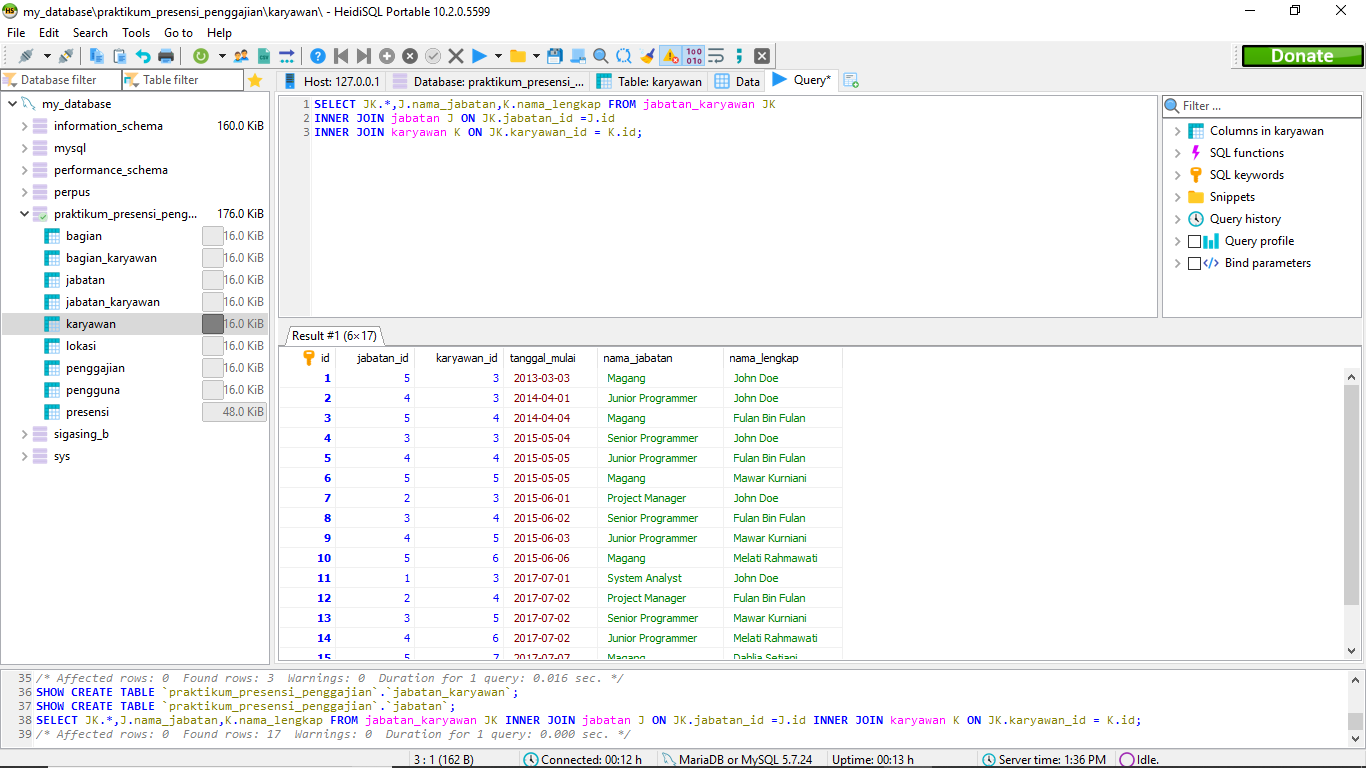 my_database\praktikum_presensi_penggajian\karyawan\ - HeidiSQL Portable 10.2.0.5599
File Edit Search Tools Go to Help
Donate
Database filter Table filter
Host: 127.0.0.1 Database: praktikum_presensi_... Table: karyawan Data Query*
my_database
information_schema 160.0 KiB
mysql
performance_schema
perpus
praktikum_presensi_peng... 176.0 KiB
bagian 16.0 KiB
bagian_karyawan 16.0 KiB
jabatan 16.0 KiB
jabatan_karyawan 16.0 KiB
karyawan 16.0 KiB
lokasi 16.0 KiB
penggajian 16.0 KiB
pengguna 16.0 KiB
presensi 48.0 KiB
sigasing_b
sys
1 SELECT JK.*,J.nama_jabatan,K.nama_lengkap FROM jabatan_karyawan JK
2 INNER JOIN jabatan J ON JK.jabatan_id =J.id
3 INNER JOIN karyawan K ON JK.karyawan_id = K.id;
Filter ...
Columns in karyawan
SQL functions
SQL keywords
Snippets
Query history
Query profile
Bind parameters
Result #1 (6×17)
id jabatan_id karyawan_id tanggal_mulai nama_jabatan nama_lengkap
1 5 3 2013-03-03 Magang John Doe
2 4 3 2014-04-01 Junior Programmer John Doe
3 5 4 2014-04-04 Magang Fulan Bin Fulan
4 3 3 2015-05-04 Senior Programmer John Doe
5 4 4 2015-05-05 Junior Programmer Fulan Bin Fulan
6 5 5 2015-05-05 Magang Mawar Kurniani
7 2 3 2015-06-01 Project Manager John Doe
8 3 4 2015-06-02 Senior Programmer Fulan Bin Fulan
9 4 5 2015-06-03 Junior Programmer Mawar Kurniani
10 5 6 2015-06-06 Magang Melati Rahmawati
11 1 3 2017-07-01 System Analyst John Doe
12 2 4 2017-07-02 Project Manager Fulan Bin Fulan
13 3 5 2017-07-02 Senior Programmer Mawar Kurniani
14 4 6 2017-07-02 Junior Programmer Melati Rahmawati
15 5 7 2017-07-07 Magang Dahlia Setiani
35 /* Affected rows: 0 Found rows: 3 Warnings: 0 Duration for 1 query: 0.016 sec. */
36 SHOW CREATE TABLE `praktikum_presensi_penggajian`.`jabatan_karyawan`;
37 SHOW CREATE TABLE `praktikum_presensi_penggajian`.`jabatan`;
38 SELECT JK.*,J.nama_jabatan,K.nama_lengkap FROM jabatan_karyawan JK INNER JOIN jabatan J ON JK.jabatan_id =J.id INNER JOIN karyawan K ON JK.karyawan_id = K.id;
39 /* Affected rows: 0 Found rows: 17 Warnings: 0 Duration for 1 query: 0.000 sec. */
3 : 1 (162 B) Connected: 00:12 h MariaDB or MySQL 5.7.24 Uptime: 00:13 h Server time: 1:36 PM Idle.